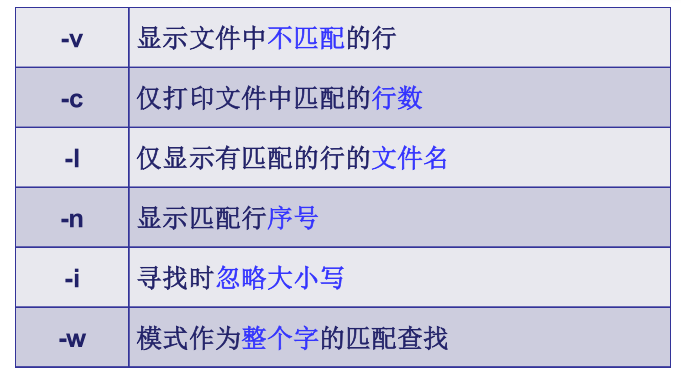 -v 显示文件中不匹配的行
-c 仅打印文件中匹配的行数
-l 仅显示有匹配的行的文件名
-n 显示匹配行序号
-i 寻找时忽略大小写
-w 模式作为整个字的匹配查找